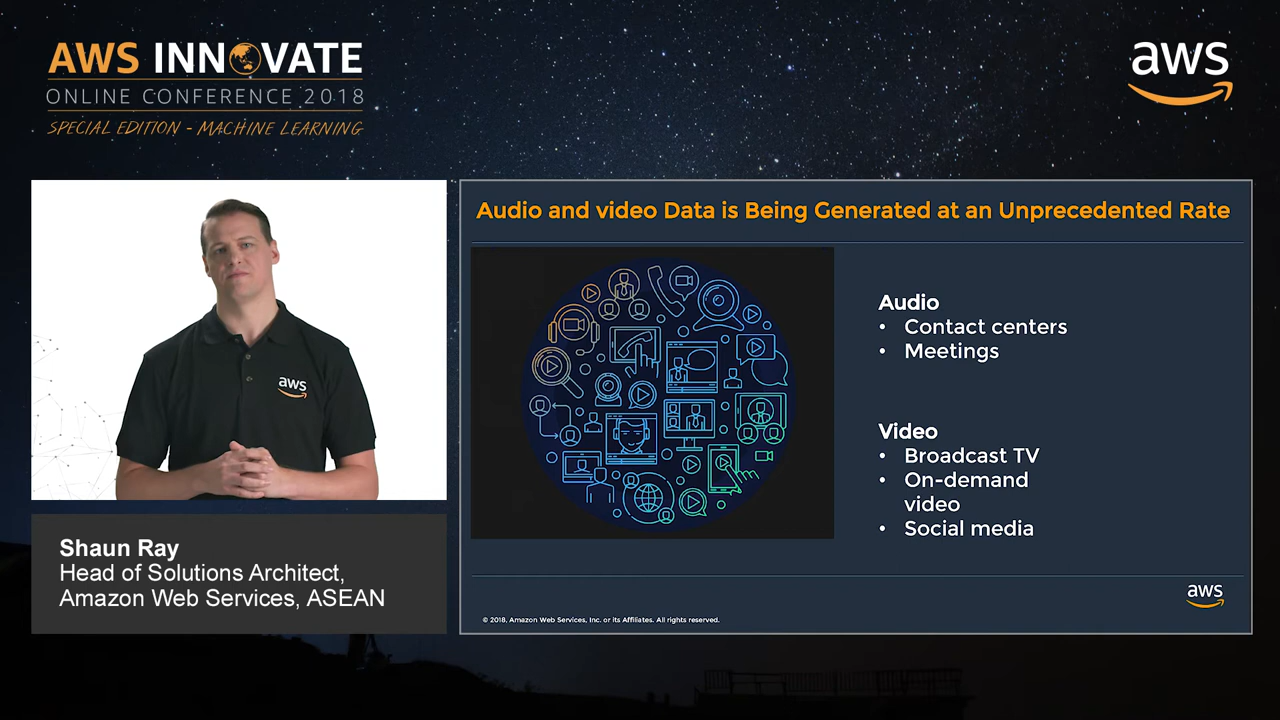 AWS INNOVATE
ONLINE CONFERENCE 2018
SPECIAL EDITION - MACHINE LEARNING
aws
aws
Shaun Ray
Head of Solutions Architect,
Amazon Web Services, ASEAN
Audio and video Data is Being Generated at an Unprecedented Rate
Audio
• Contact centers
• Meetings
Video
• Broadcast TV
• On-demand
video
• Social media
aws
© 2018, Amazon Web Services, Inc. or its Affiliates. All rights reserved.